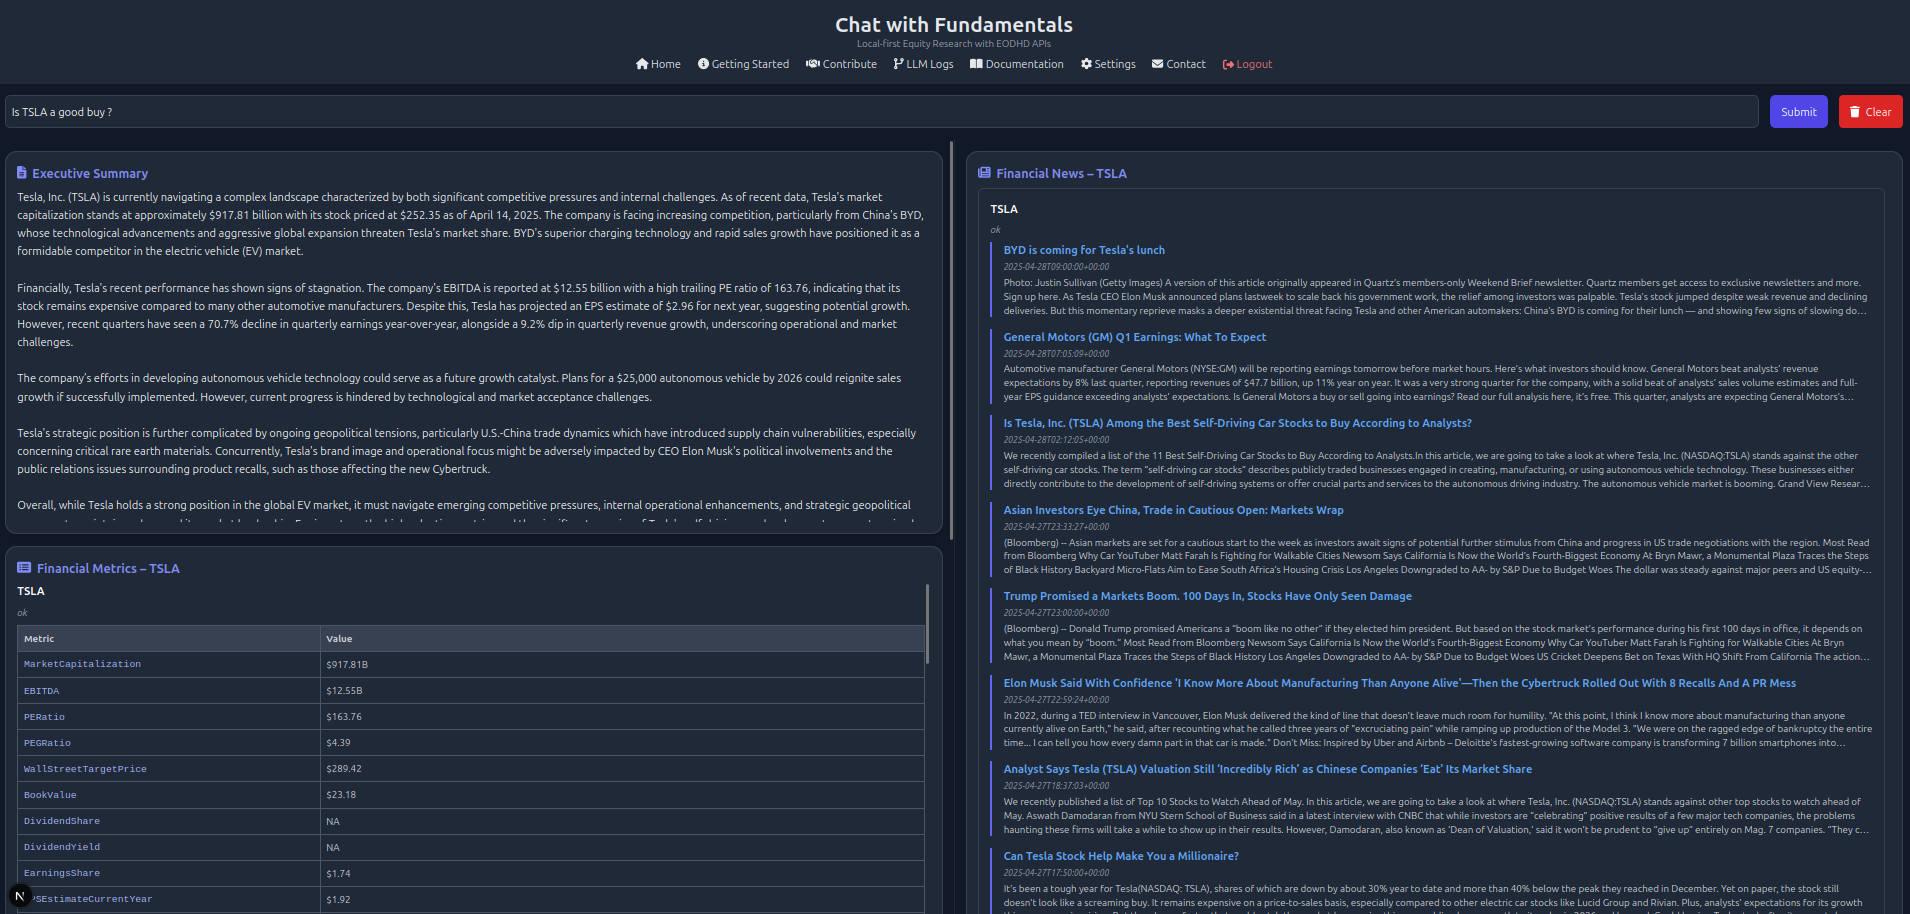 Chat with Fundamentals
Local-first Equity Research with EODHD APIs
Home Getting Started Contribute LLM Logs Documentation Settings Contact Logout
Is TSLA a good buy ?
Submit
Clear
Executive Summary
Tesla, Inc. (TSLA) is currently navigating a complex landscape characterized by both significant competitive pressures and internal challenges. As of recent data, Tesla's market
capitalization stands at approximately $917.81 billion with its stock priced at $252.35 as of April 14, 2025. The company is facing increasing competition, particularly from China's BYD,
whose technological advancements and aggressive global expansion threaten Tesla's market share. BYD's superior charging technology and rapid sales growth have positioned it as a
formidable competitor in the electric vehicle (EV) market.
Financially, Tesla's recent performance has shown signs of stagnation. The company's EBITDA is reported at $12.55 billion with a high trailing PE ratio of 163.76, indicating that its
stock remains expensive compared to many other automotive manufacturers. Despite this, Tesla has projected an EPS estimate of $2.96 for next year, suggesting potential growth.
However, recent quarters have seen a 70.7% decline in quarterly earnings year-over-year, alongside a 9.2% dip in quarterly revenue growth, underscoring operational and market
challenges.
The company's efforts in developing autonomous vehicle technology could serve as a future growth catalyst. Plans for a $25,000 autonomous vehicle by 2026 could reignite sales
growth if successfully implemented. However, current progress is hindered by technological and market acceptance challenges.
Tesla's strategic position is further complicated by ongoing geopolitical tensions, particularly U.S.-China trade dynamics which have introduced supply chain vulnerabilities, especially
concerning critical rare earth materials. Concurrently, Tesla's brand image and operational focus might be adversely impacted by CEO Elon Musk's political involvements and the
public relations issues surrounding product recalls, such as those affecting the new Cybertruck.
Overall, while Tesla holds a strong position in the global EV market, it must navigate emerging competitive pressures, internal operational enhancements, and strategic geopolitical
Financial Metrics – TSLA
TSLA
ok
Metric Value
MarketCapitalization $917.81B
EBITDA $12.55B
PERatio $163.76
PEGRatio $4.39
WallStreetTargetPrice $289.42
BookValue $23.18
DividendShare NA
DividendYield NA
EarningsShare $1.74
PSEstimateCurrentYear $1.92
N
Financial News – TSLA
TSLA
ok
BYD is coming for Tesla's lunch
2025-04-28T09:00:00+00:00
Photo: Justin Sullivan (Getty Images) A version of this article originally appeared in Quartz's members-only Weekend Brief newsletter. Quartz members get access to exclusive newsletters and more.
Sign up here. As Tesla CEO Elon Musk announced plans lastweek to scale back his government work, the relief among investors was palpable. Tesla's stock jumped despite weak revenue and declining
deliveries. But this momentary reprieve masks a deeper existential threat facing Tesla and other American automakers: China's BYD is coming for their lunch — and showing few signs of slowing do…
General Motors (GM) Q1 Earnings: What To Expect
2025-04-28T07:05:09+00:00
Automotive manufacturer General Motors (NYSE:GM) will be reporting earnings tomorrow before market hours. Here's what investors should know. General Motors beat analysts' revenue
expectations by 8% last quarter, reporting revenues of $47.7 billion, up 11% year on year. It was a very strong quarter for the company, with a solid beat of analysts' sales volume estimates and full-
year EPS guidance exceeding analysts' expectations. Is General Motors a buy or sell going into earnings? Read our full analysis here, it's free. This quarter, analysts are expecting General Motors's…
Is Tesla, Inc. (TSLA) Among the Best Self-Driving Car Stocks to Buy According to Analysts?
2025-04-28T02:12:05+00:00
We recently compiled a list of the 11 Best Self-Driving Car Stocks to Buy According to Analysts.In this article, we are going to take a look at where Tesla, Inc. (NASDAQ:TSLA) stands against the other
self-driving car stocks. The term "self-driving car stocks" describes publicly traded businesses engaged in creating, manufacturing, or using autonomous vehicle technology. These businesses either
directly contribute to the development of self-driving systems or offer crucial parts and services to the autonomous driving industry. The autonomous vehicle market is booming. Grand View Resear…
Asian Investors Eye China, Trade in Cautious Open: Markets Wrap
2025-04-27T23:33:27+00:00
(Bloomberg) – Asian markets are set for a cautious start to the week as investors await signs of potential further stimulus from China and progress in US trade negotiations with the region. Most Read
from Bloomberg Why Car YouTuber Matt Farah Is Fighting for Walkable Cities Newsom Says California Is Now the World's Fourth-Biggest Economy At Bryn Mawr, a Monumental Plaza Traces the Steps
of Black History Backyard Micro-Flats Aim to Ease South Africa's Housing Crisis Los Angeles Downgraded to AA- by S&P Due to Budget Woes The dollar was steady against major peers and US equity-…
Trump Promised a Markets Boom. 100 Days In, Stocks Have Only Seen Damage
2025-04-27T23:00:00+00:00
(Bloomberg) – Donald Trump promised Americans a "boom like no other" if they elected him president. But based on the stock market's performance during his first 100 days in office, it depends on
what you mean by "boom." Most Read from Bloomberg Newsom Says California Is Now the World's Fourth-Biggest Economy Why Car YouTuber Matt Farah Is Fighting for Walkable Cities At Bryn
Mawr, a Monumental Plaza Traces the Steps of Black History Los Angeles Downgraded to AA- by S&P Due to Budget Woes US Cricket Deepens Bet on Texas With HQ Shift From California The action…
Elon Musk Said With Confidence 'I Know More About Manufacturing Than Anyone Alive'—Then the Cybertruck Rolled Out With 8 Recalls And A PR Mess
2025-04-27T22:59:24+00:00
In 2022, during a TED interview in Vancouver, Elon Musk delivered the kind of line that doesn't leave much room for humility. "At this point, I think I know more about manufacturing than anyone
currently alive on Earth," he said, after recounting what he called three years of "excruciating pain" while ramping up production of the Model 3. "We were on the ragged edge of bankruptcy the entire
time… I can tell you how every damn part in that car is made." Don't Miss: Inspired by Uber and Airbnb – Deloitte's fastest-growing software company is transforming 7 billion smartphones into…
Analyst Says Tesla (TSLA) Valuation Still 'Incredibly Rich' as Chinese Companies 'Eat' Its Market Share
2025-04-27T18:37:03+00:00
We recently published a list of Top 10 Stocks to Watch Ahead of May. In this article, we are going to take a look at where Tesla, Inc. (NASDAQ:TSLA) stands against other top stocks to watch ahead of
May. Aswath Damodaran from NYU Stern School of Business said in a latest interview with CNBC that while investors are "celebrating" positive results of a few major tech companies, the problems
haunting these firms will take a while to show up in their results. However, Damodaran, also known as 'Dean of Valuation,' said it won't be prudent to "give up" entirely on Mag. 7 companies. "They c…
Can Tesla Stock Help Make You a Millionaire?
2025-04-27T17:50:00+00:00
It's been a tough year for Tesla(NASDAQ: TSLA), shares of which are down by about 30% year to date and more than 40% below the peak they reached in December. Yet on paper, the stock still
doesn't look like a screaming buy. It remains expensive on a price-to-sales basis, especially compared to other electric car stocks like Lucid Group and Rivian. Plus, analysts' expectations for its growth